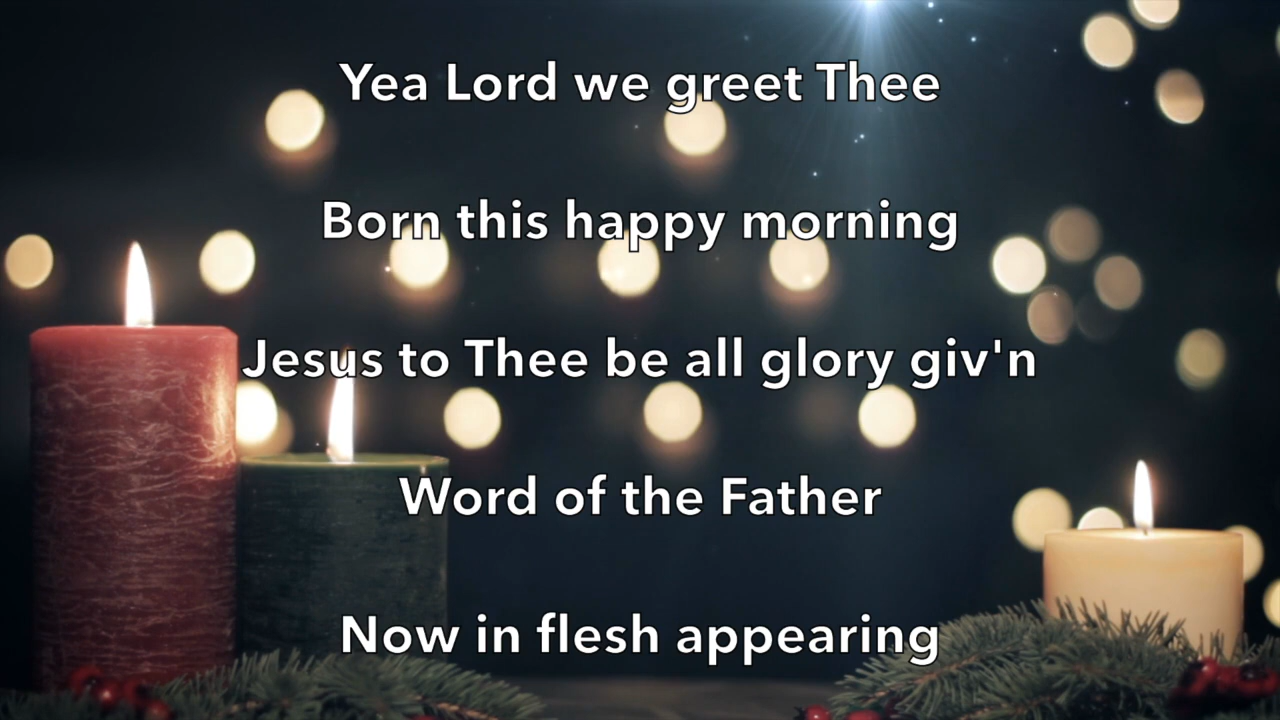 Yea Lord we greet Thee
Born this happy morning
Jesus to Thee be all glory giv'n
Word of the Father
Now in flesh appearing